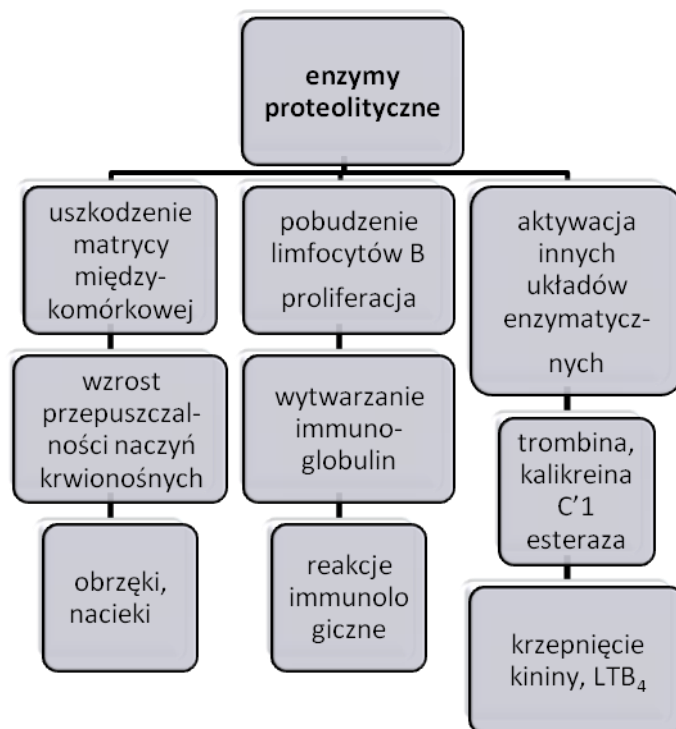 enzymy
proteolityczne
uszkodzenie
matrycy
między-
komórkowej
wzrost
przepuszczal-
ności naczyń
krwionośnych
obrzęki,
nacieki
pobudzenie
limfocytów B
proliferacja
wytwarzanie
immuno-
globulin
reakcje
immunolo
giczne
aktywacja
innych
układów
enzymatycz-
nych
trombina,
kalikreina
C’1
esteraza
krzepnięcie
kininy, LTB₄